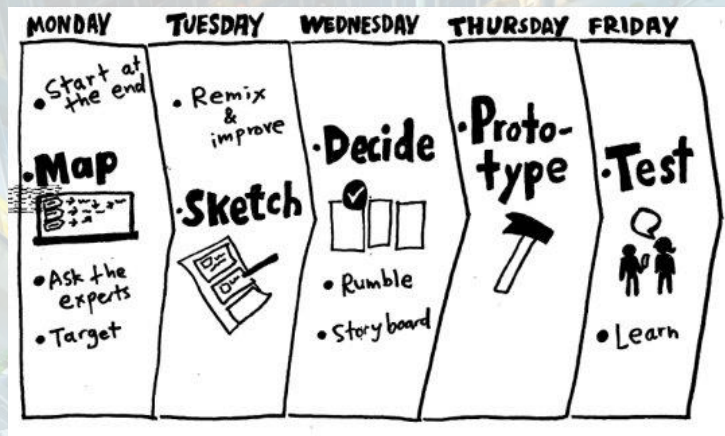 MONDAY
TUESDAY
WEDNESDAY
THURSDAY
FRIDAY
• Start at
the end
• Map
• Ask the
experts
• Target
• Remix
&
improve
• Sketch
• Decide
• Rumble
• Storyboard
• Proto-
type
• Test
• Learn